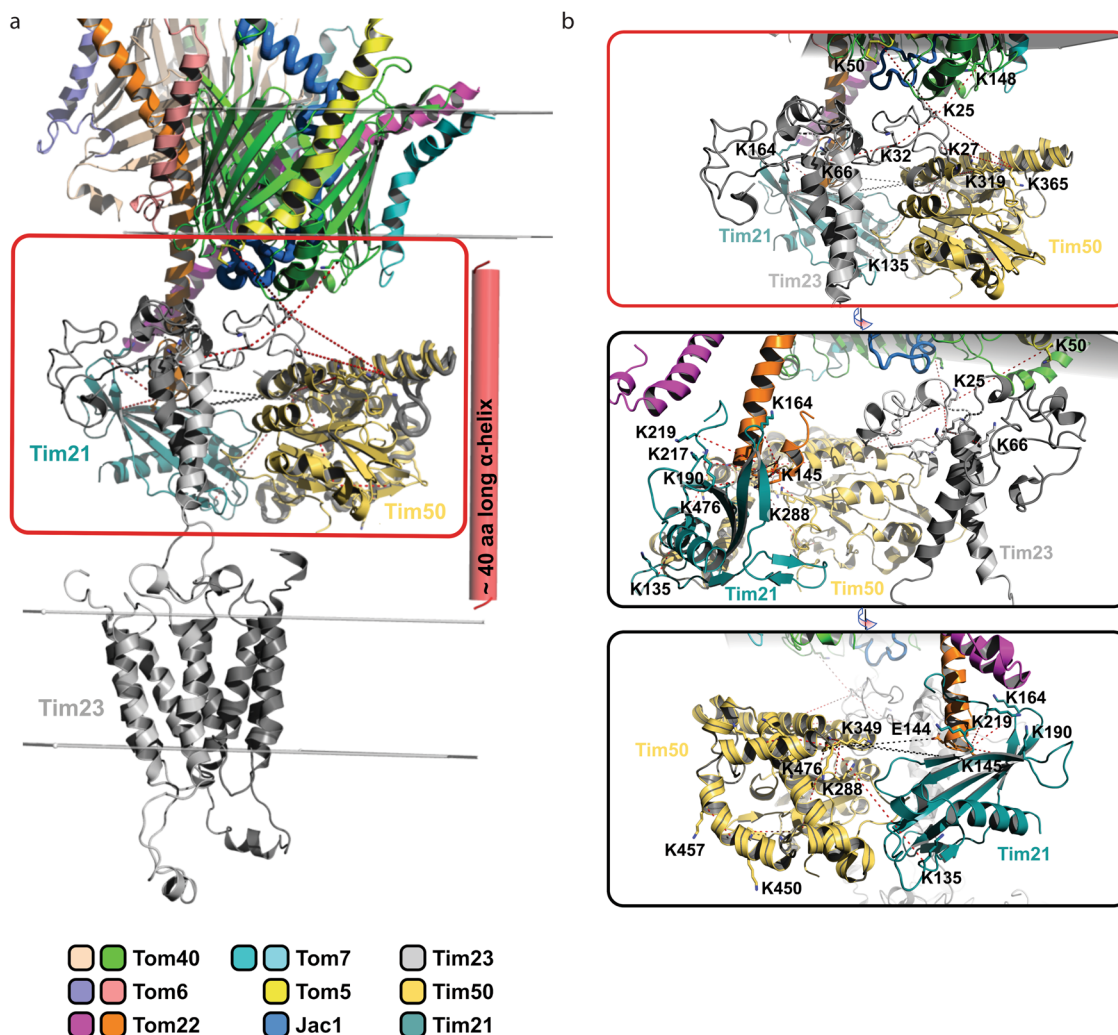 a
Tim21
Tim50
~ 40 aa long α-helix
Tim23
b
K50
K148
K25
K164
K32
K27
K66
K319
K365
Tim21
Tim50
K135
Tim23
K50
K164
K25
K219
K217
K66
K190
K145
K476
K288
Tim23
K135
Tim21
Tim50
K164
E144
K219
K349
K190
Tim50
K476
K145
K288
K457
Tim21
K135
K450
Tom40 Tom7 Tim23
Tom6 Tom5 Tim50
Tom22 Jac1 Tim21